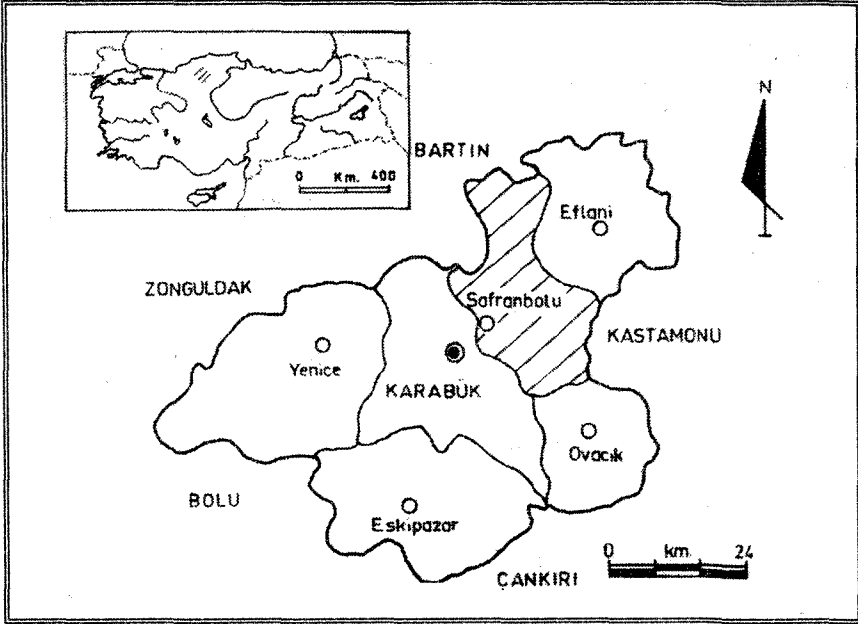 0 Km. 400
N
BARTIN
Eflani
ZONGULDAK
Safranbolu
KASTAMONU
Yenice
KARABÜK
Ovacık
BOLU
Eskipazar
0 km. 24
ÇANKIRI